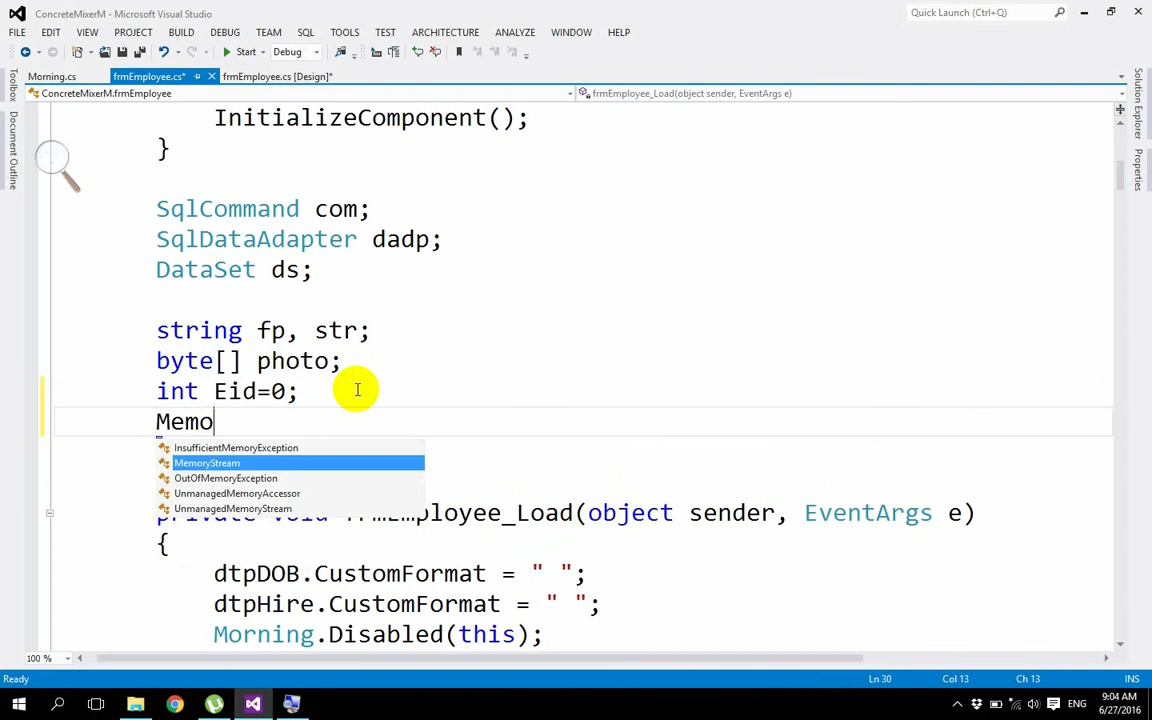 ConcreteMixerM - Microsoft Visual Studio
Quick Launch (Ctrl+Q)
FILE EDIT VIEW PROJECT BUILD DEBUG TEAM SQL TOOLS TEST ARCHITECTURE ANALYZE WINDOW HELP
Start Debug
Morning.cs frmEmployee.cs* frmEmployee.cs [Design]*
ConcreteMixerM.frmEmployee frmEmployee_Load(object sender, EventArgs e)
Toolbox
Document Outline
Solution Explorer
Properties
InitializeComponent();
}
SqlCommand com;
SqlDataAdapter dadp;
DataSet ds;
string fp, str;
byte[] photo;
int Eid=0;
Memo
InsufficientMemoryException
MemoryStream
OutOfMemoryException
UnmanagedMemoryAccessor
UnmanagedMemoryStream
private void frmEmployee_Load(object sender, EventArgs e)
{
dtpDOB.CustomFormat = " ";
dtpHire.CustomFormat = " ";
Morning.Disabled(this);
100 %
Ready Ln 30 Col 13 Ch 13 INS
ENG
9:04 AM
6/27/2016